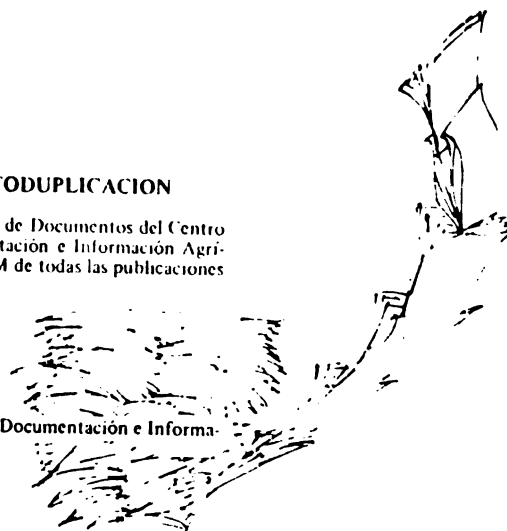 TODUPLICACION
de Documentos del Centro
tación e Información Agrí-
M de todas las publicaciones
Documentación e Informa-